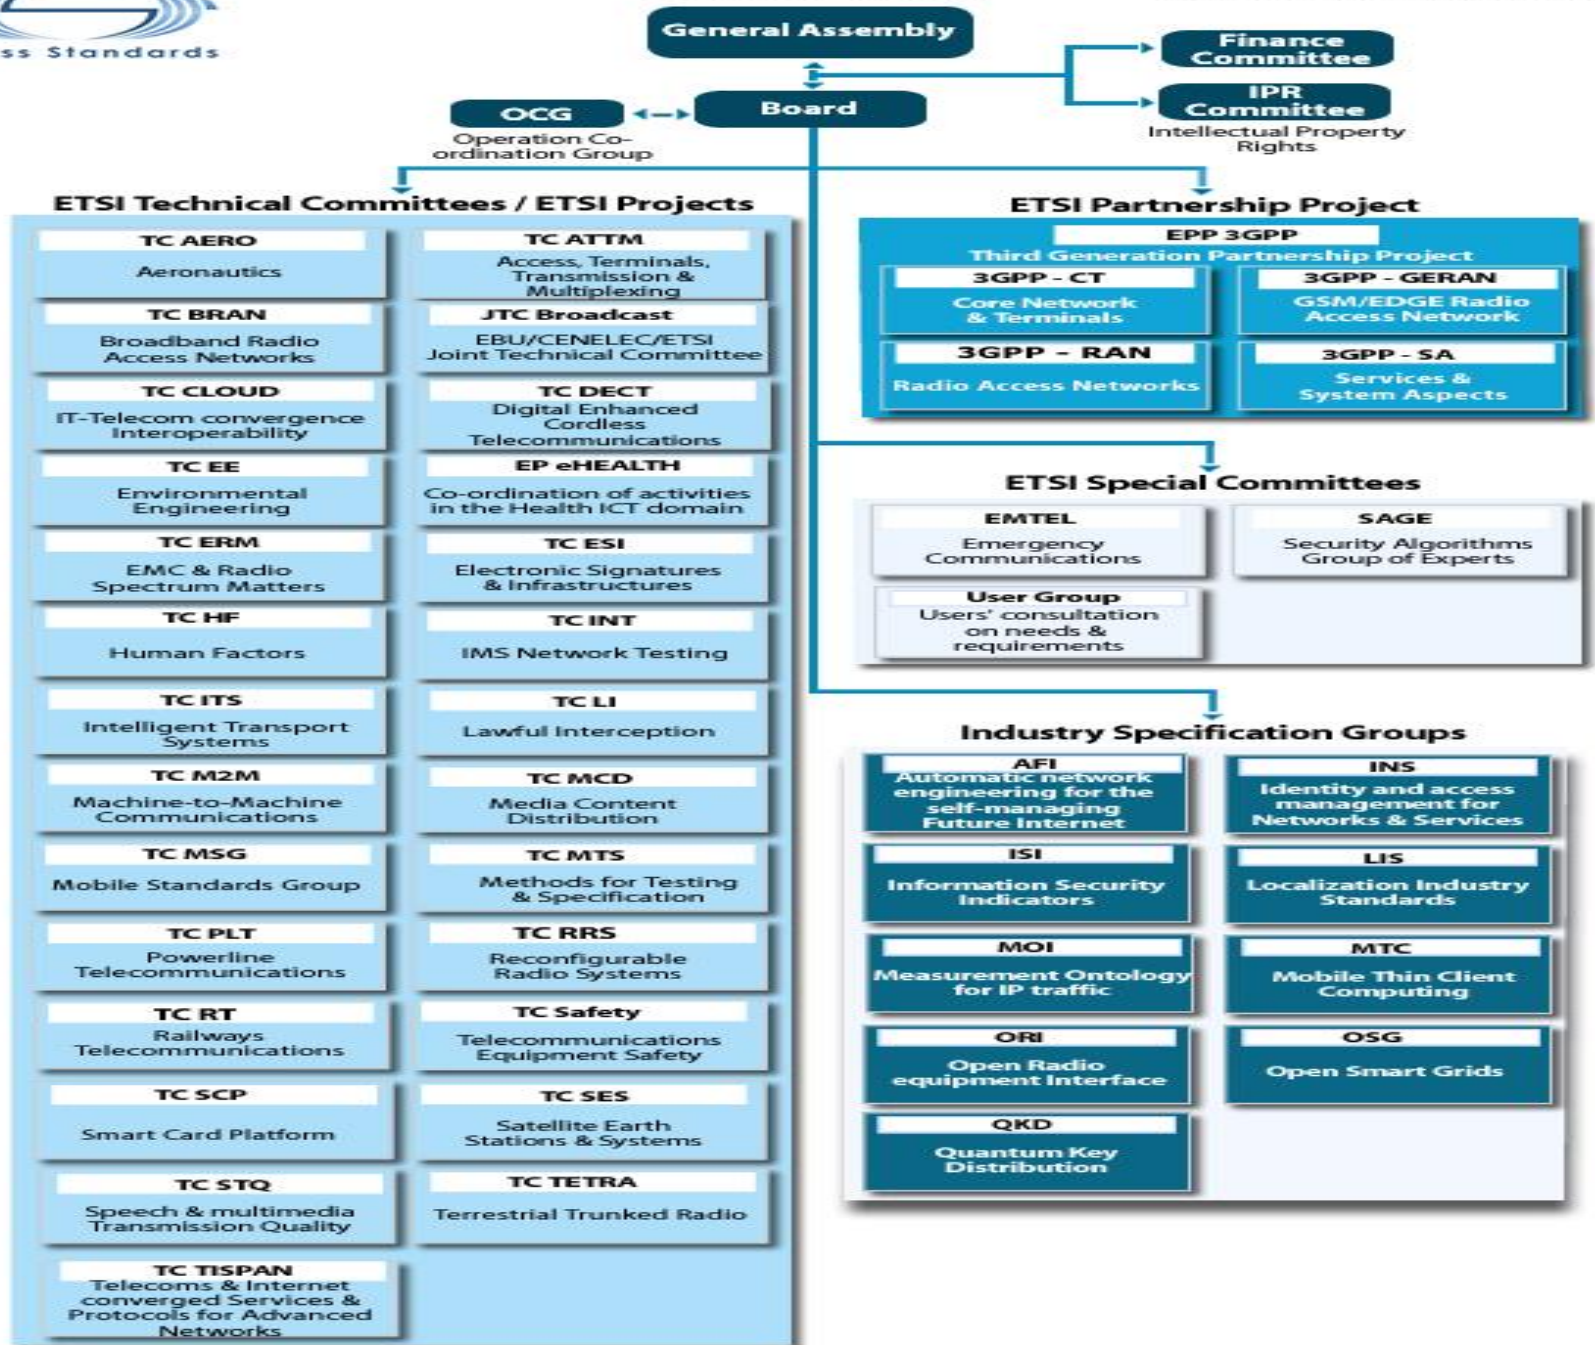 ss Standards
General Assembly
Finance
Committee
IPR
Committee
Intellectual Property
Rights
OCG
Operation Co-
ordination Group
Board
ETSI Technical Committees / ETSI Projects
TC AERO
Aeronautics
TC ATTM
Access, Terminals,
Transmission &
Multiplexing
TC BRAN
Broadband Radio
Access Networks
JTC Broadcast
EBU/CENELEC/ETSI
Joint Technical Committee
TC CLOUD
IT-Telecom convergence
Interoperability
TC DECT
Digital Enhanced
Cordless
Telecommunications
TC EE
Environmental
Engineering
EP eHEALTH
Co-ordination of activities
in the Health ICT domain
TC ERM
EMC & Radio
Spectrum Matters
TC ESI
Electronic Signatures
& Infrastructures
TC HF
Human Factors
TC INT
IMS Network Testing
TC ITS
Intelligent Transport
Systems
TC LI
Lawful Interception
TC M2M
Machine-to-Machine
Communications
TC MCD
Media Content
Distribution
TC MSG
Mobile Standards Group
TC MTS
Methods for Testing
& Specification
TC PLT
Powerline
Telecommunications
TC RRS
Reconfigurable
Radio Systems
TC RT
Railways
Telecommunications
TC Safety
Telecommunications
Equipment Safety
TC SCP
Smart Card Platform
TC SES
Satellite Earth
Stations & Systems
TC STQ
Speech & multimedia
Transmission Quality
TC TETRA
Terrestrial Trunked Radio
TC TISPAN
Telecoms & Internet
converged Services &
Protocols for Advanced
Networks
ETSI Partnership Project
EPP 3GPP
Third Generation Partnership Project
3GPP - CT
Core Network
& Terminals
3GPP - GERAN
GSM/EDGE Radio
Access Network
3GPP - RAN
Radio Access Networks
3GPP - SA
Services &
System Aspects
ETSI Special Committees
EMTEL
Emergency
Communications
SAGE
Security Algorithms
Group of Experts
User Group
Users' consultation
on needs &
requirements
Industry Specification Groups
AFI
Automatic network
engineering for the
self-managing
Future Internet
INS
Identity and access
management for
Networks & Services
ISI
Information Security
Indicators
LIS
Localization Industry
Standards
MOI
Measurement Ontology
for IP traffic
MTC
Mobile Thin Client
Computing
ORI
Open Radio
equipment Interface
OSG
Open Smart Grids
QKD
Quantum Key
Distribution